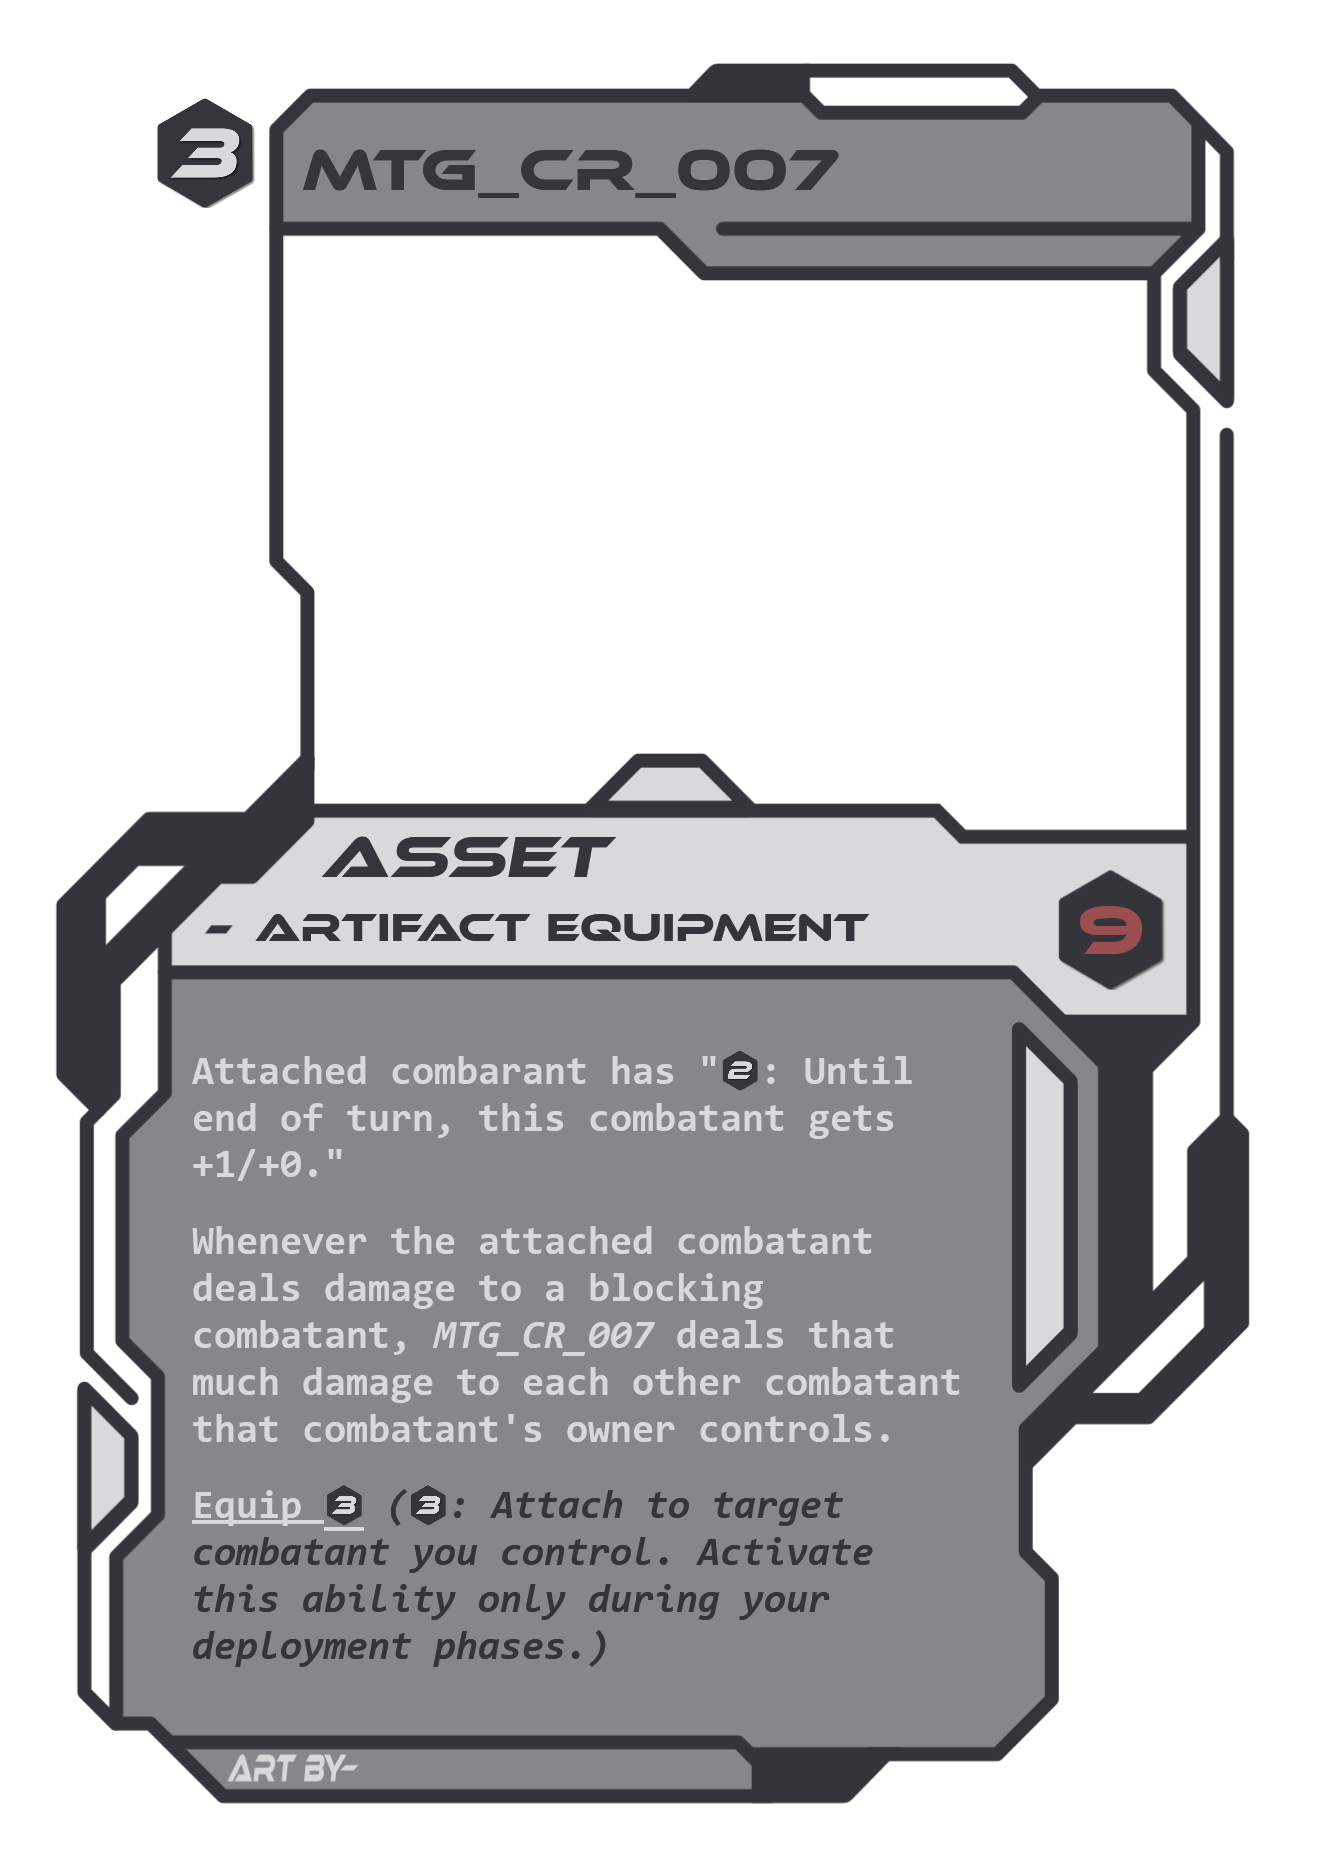 3
MTG_CR_007
ASSET
- ARTIFACT EQUIPMENT
9
Attached combarant has "2: Until
end of turn, this combatant gets
+1/+0."
Whenever the attached combatant
deals damage to a blocking
combatant, MTG_CR_007 deals that
much damage to each other combatant
that combatant's owner controls.
Equip 3 (3: Attach to target
combatant you control. Activate
this ability only during your
deployment phases.)
ART BY-